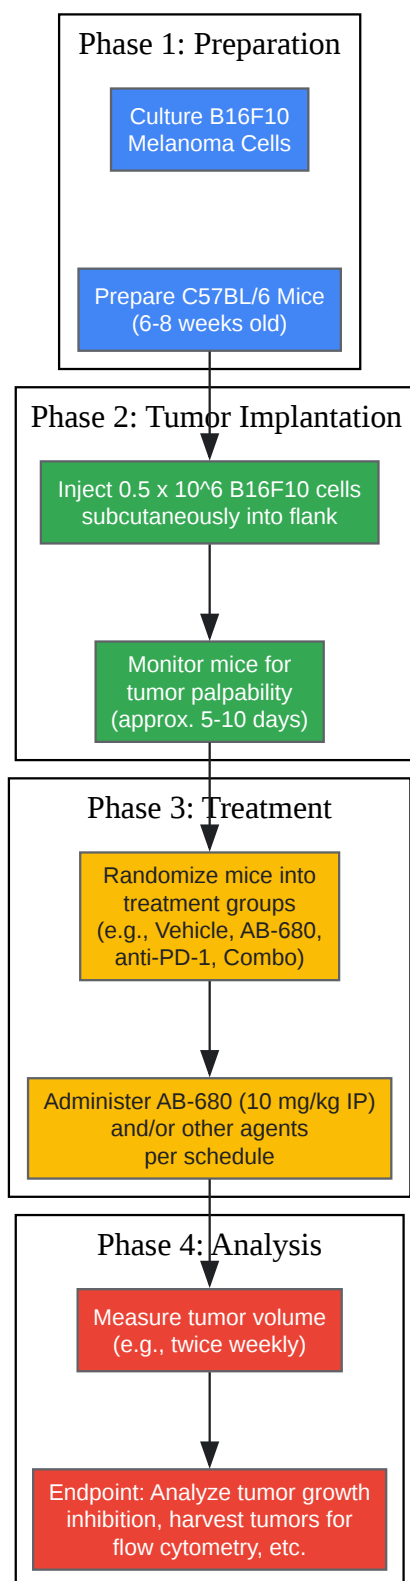 Phase 1: Preparation
Culture B16F10
Melanoma Cells
Prepare C57BL/6 Mice
(6-8 weeks old)
Phase 2: Tumor Implantation
Inject 0.5 x 10^6 B16F10 cells
subcutaneously into flank
Monitor mice for
tumor palpability
(approx. 5-10 days)
Phase 3: Treatment
Randomize mice into
treatment groups
(e.g., Vehicle, AB-680,
anti-PD-1, Combo)
Administer AB-680 (10 mg/kg IP)
and/or other agents
per schedule
Phase 4: Analysis
Measure tumor volume
(e.g., twice weekly)
Endpoint: Analyze tumor growth
inhibition, harvest tumors for
flow cytometry, etc.